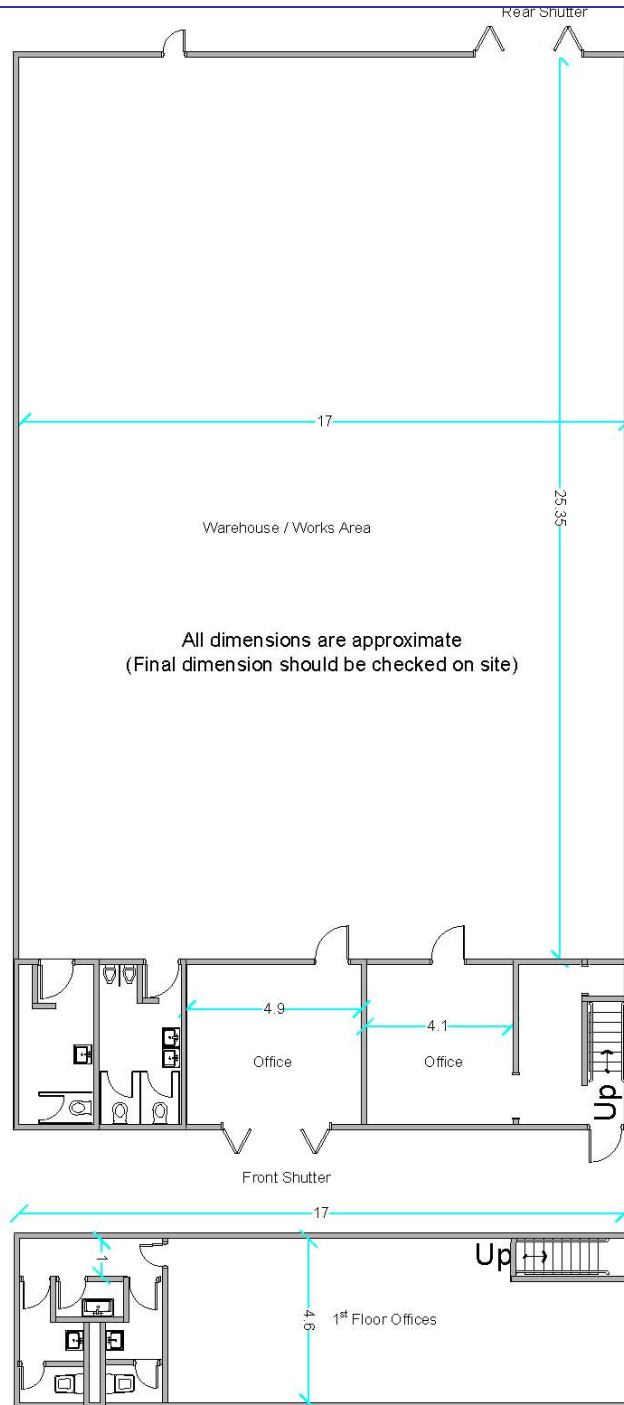 Rear Shutter
17
25.35
Warehouse / Works Area
All dimensions are approximate
(Final dimension should be checked on site)
4.9
4.1
Office
Office
Up
Front Shutter
17
1
Up
4.6
1st Floor Offices